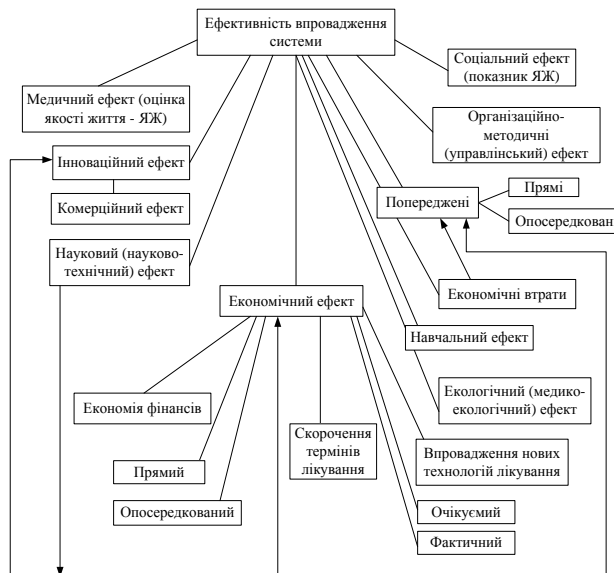 Ефективність впровадження
системи
Соціальний ефект
(показник ЯЖ)
Медичний ефект (оцінка
якості життя - ЯЖ)
Організаційно-
методичні
(управлінський) ефект
Інноваційний ефект
Комерційний ефект
Прямі
Попереджені
Опосередкован
Науковий (науково-
технічний) ефект
Економічні втрати
Економічний ефект
Навчальний ефект
Економія фінансів
Екологічний (медико-
екологічний) ефект
Скорочення
термінів
лікування
Впровадження нових
технологій лікування
Прямий
Опосередкований
Очікуємий
Фактичний